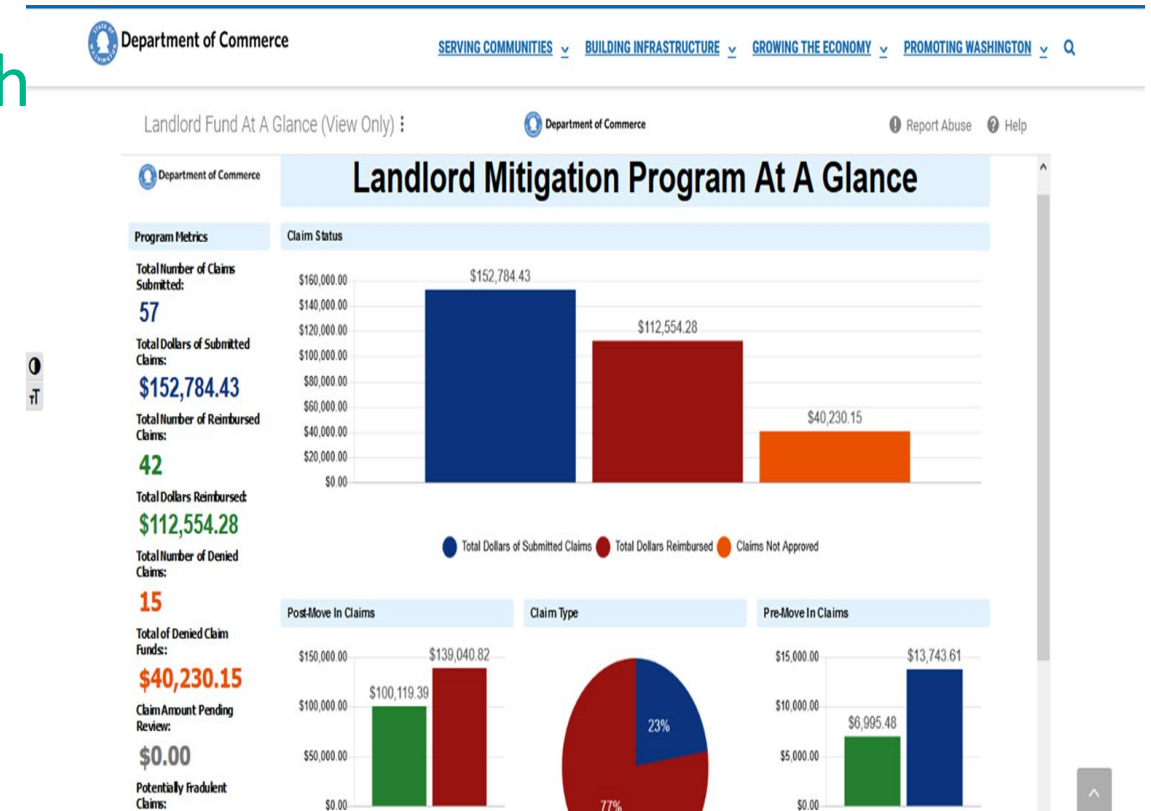 h
Department of Commerce
SERVING COMMUNITIES
BUILDING INFRASTRUCTURE
GROWING THE ECONOMY
PROMOTING WASHINGTON
Landlord Fund At A Glance (View Only)
Department of Commerce
Report Abuse
Help
Department of Commerce
Landlord Mitigation Program At A Glance
Program Metrics
Total Number of Claims
Submitted:
57
Total Dollars of Submitted
Claims:
$152,784.43
Total Number of Reimbursed
Claims:
42
Total Dollars Reimbursed:
$112,554.28
Total Number of Denied
Claims:
15
Total of Denied Claim
Funds::
$40,230.15
Claim Amount Pending
Review:
$0.00
Potentially Fradulent
Claims:
Claim Status
$160,000.00
$140,000.00
$120,000.00
$100,000.00
$80,000.00
$60,000.00
$40,000.00
$20,000.00
$0.00
$152,784.43
$112,554.28
$40,230.15
Total Dollars of Submitted Claims
Total Dollars Reimbursed
Claims Not Approved
Post-Move In Claims
$150,000.00
$100,000.00
$50,000.00
$0.00
$100,119.39
$139,040.82
Claim Type
23%
77%
Pre-Move In Claims
$15,000.00
$10,000.00
$5,000.00
$0.00
$6,995.48
$13,743.61
тT